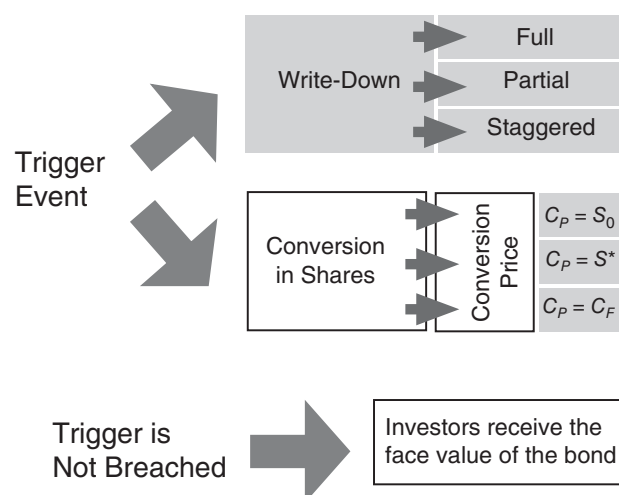 Trigger
Event
Write-Down
Full
Partial
Staggered
Conversion
in Shares
Conversion
Price
C_P = S_0
C_P = S*
C_P = C_F
Trigger is
Not Breached
Investors receive the
face value of the bond